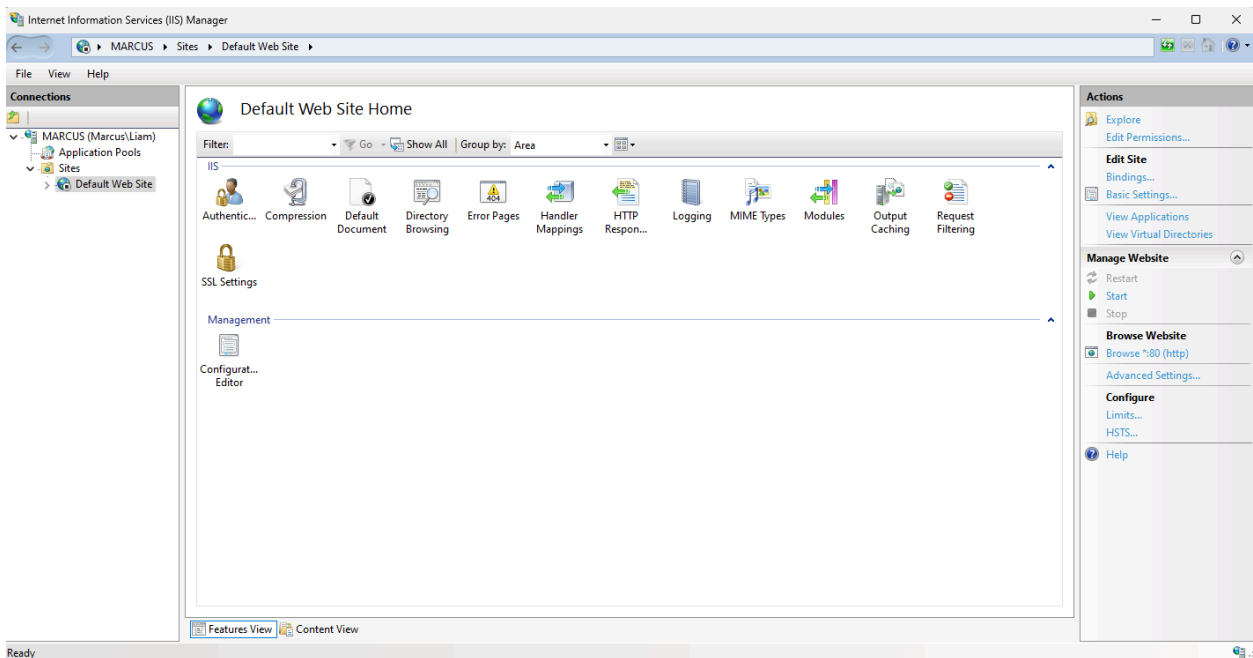 Internet Information Services (IIS) Manager
MARCUS Sites Default Web Site
File View Help
Connections
MARCUS (Marcus\Liam)
Application Pools
Sites
Default Web Site
Default Web Site Home
Filter: Go Show All Group by: Area
IIS
Authentic... Compression Default Document Directory Browsing Error Pages Handler Mappings HTTP Respon... Logging MIME Types Modules Output Caching Request Filtering
SSL Settings
Management
Configurat... Editor
Features View Content View
Actions
Explore
Edit Permissions...
Edit Site
Bindings...
Basic Settings...
View Applications
View Virtual Directories
Manage Website
Restart
Start
Stop
Browse Website
Browse *:80 (http)
Advanced Settings...
Configure
Limits...
HSTS...
Help
Ready